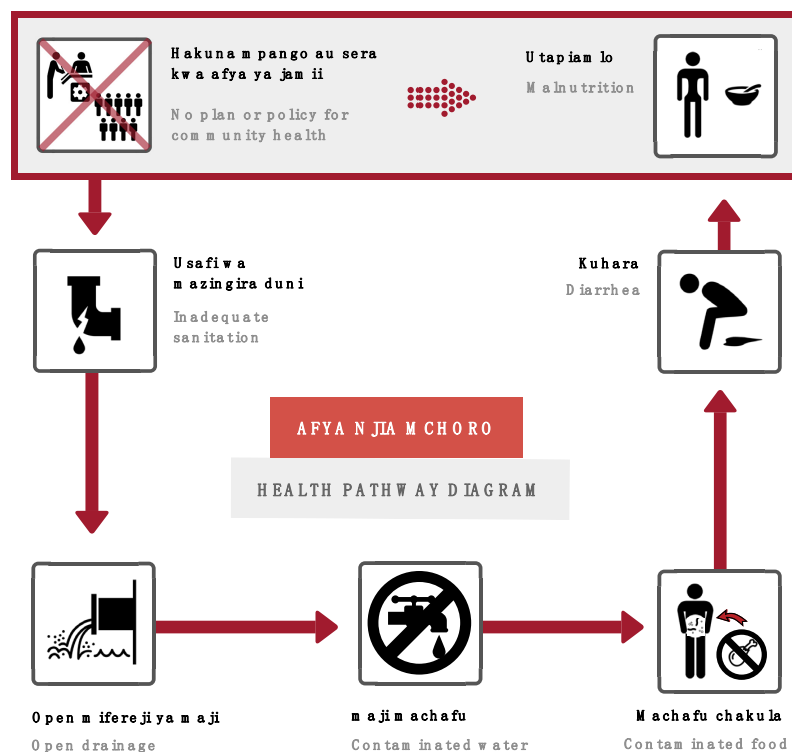 Hakuna mpango au sera
kwa afya ya jamii
No plan or policy for
community health
Utapiamlo
Malnutrition
Usafi wa
mazingira duni
Inadequate
sanitation
Kuhara
Diarrhea
AFYA NJIA MCHORO
HEALTH PATHWAY DIAGRAM
Open miferejiya maji
Open drainage
maji machafu
Contaminated water
Machafu chakula
Contaminated food